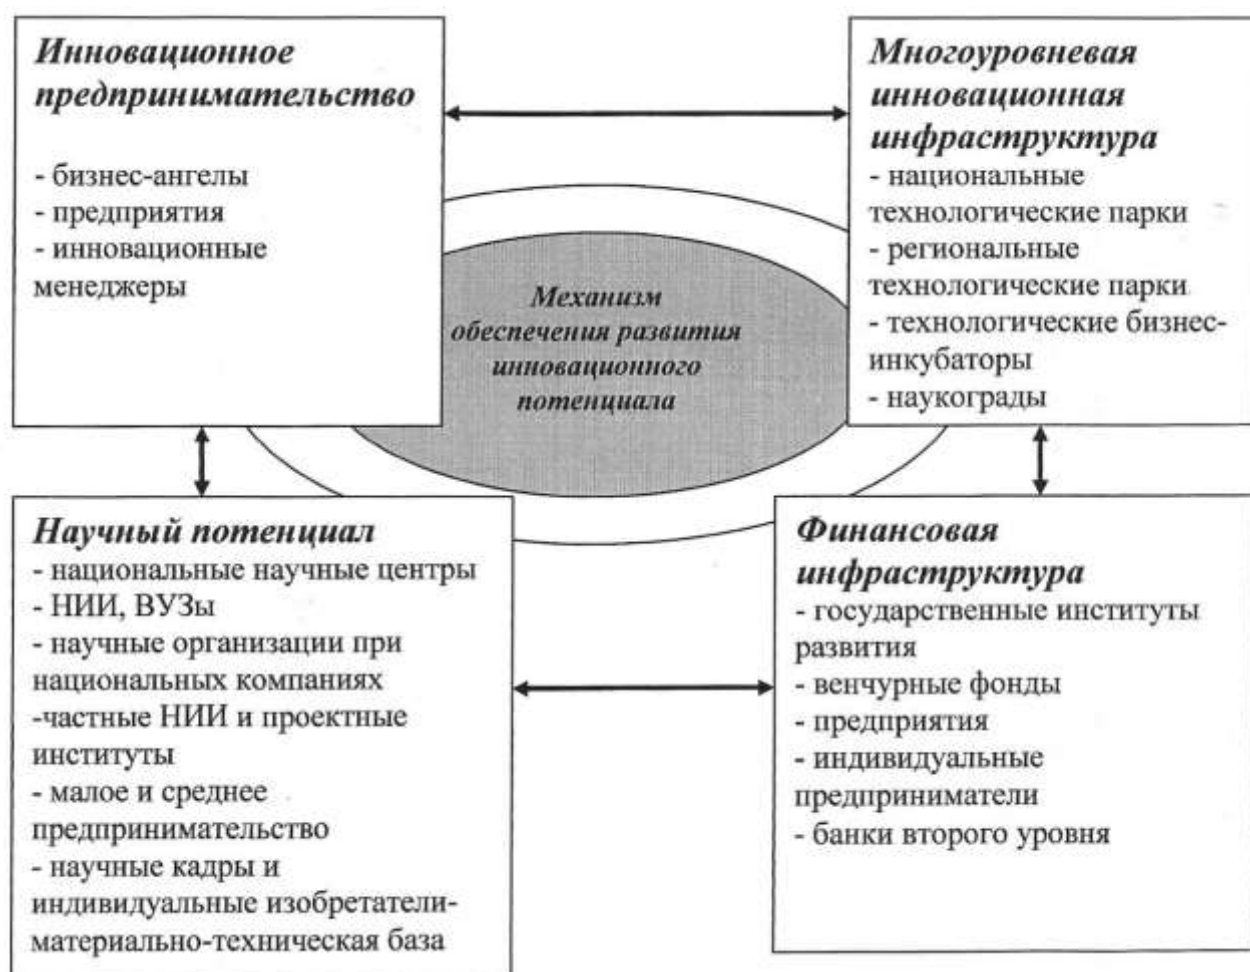 Инновационное
предпринимательство
- бизнес-ангелы
- предприятия
- инновационные
менеджеры
Многоуровневая
инновационная
инфраструктура
- национальные
технологические парки
- региональные
технологические парки
- технологические бизнес-
инкубаторы
- наукограды
Механизм
обеспечения развития
инновационного
потенциала
Научный потенциал
- национальные научные центры
- НИИ, ВУЗы
- научные организации при
национальных компаниях
-частные НИИ и проектные
институты
- малое и среднее
предпринимательство
- научные кадры и
индивидуальные изобретатели-
материально-техническая база
Финансовая
инфраструктура
- государственные институты
развития
- венчурные фонды
- предприятия
- индивидуальные
предприниматели
- банки второго уровня